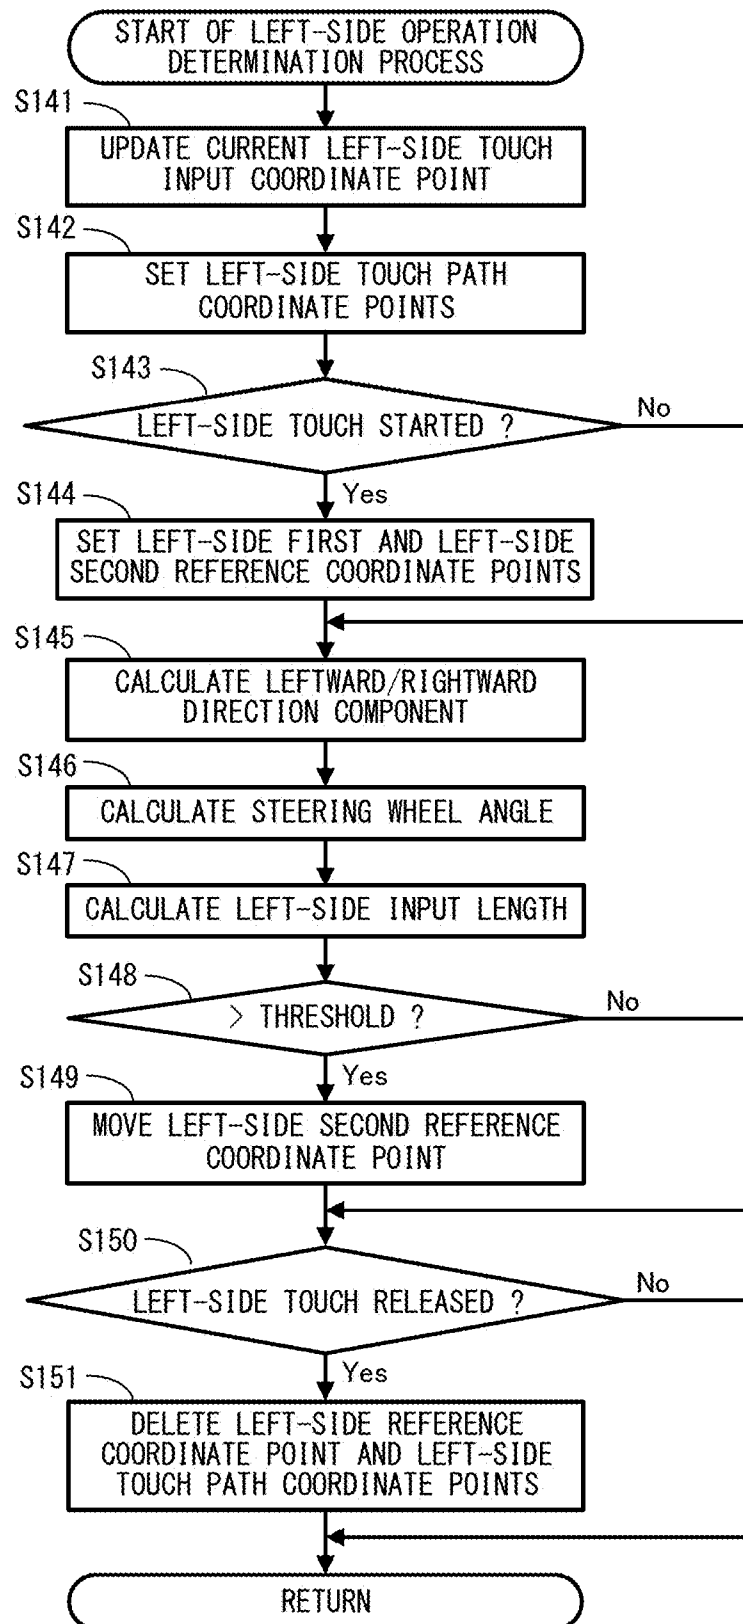 START OF LEFT-SIDE OPERATION
DETERMINATION PROCESS
S141
UPDATE CURRENT LEFT-SIDE TOUCH
INPUT COORDINATE POINT
S142
SET LEFT-SIDE TOUCH PATH
COORDINATE POINTS
S143
LEFT-SIDE TOUCH STARTED ?
No
Yes
S144
SET LEFT-SIDE FIRST AND LEFT-SIDE
SECOND REFERENCE COORDINATE POINTS
S145
CALCULATE LEFTWARD/RIGHTWARD
DIRECTION COMPONENT
S146
CALCULATE STEERING WHEEL ANGLE
S147
CALCULATE LEFT-SIDE INPUT LENGTH
S148
> THRESHOLD ?
No
Yes
S149
MOVE LEFT-SIDE SECOND REFERENCE
COORDINATE POINT
S150
LEFT-SIDE TOUCH RELEASED ?
No
Yes
S151
DELETE LEFT-SIDE REFERENCE
COORDINATE POINT AND LEFT-SIDE
TOUCH PATH COORDINATE POINTS
RETURN